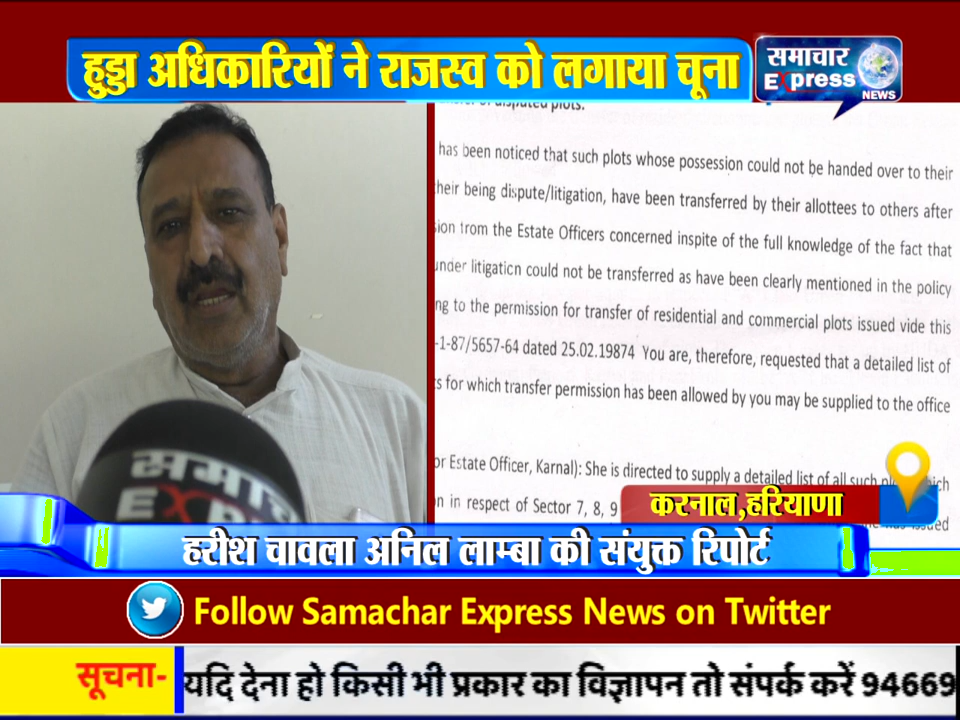 हुड्डा अधिकारियों ने राजस्व को लगाया चूना
समाचार
EXpress
NEWS
of disputed plots.
has been noticed that such plots whose possession could not be handed over to their
heir being dispute/litigation, have been transferred by their allottees to others after
sion from the Estate Officers concerned inspite of the full knowledge of the fact that
under litigation could not be transferred as have been clearly mentioned in the policy
ng to the permission for transfer of residential and commercial plots issued vide this
-1-87/5657-64 dated 25.02.19874 You are, therefore, requested that a detailed list of
s for which transfer permission has been allowed by you may be supplied to the office
or Estate Officer, Karnal): She is directed to supply a detailed list of all such
n in respect of Sector 7, 8, 9
issued
समाचार
EXpre
करनाल,हरियाणा
हरीश चावला अनिल लाम्बा की संयुक्त रिपोर्ट
Follow Samachar Express News on Twitter
सूचना-
यदि देना हो किसी भी प्रकार का विज्ञापन तो संपर्क करें 94669